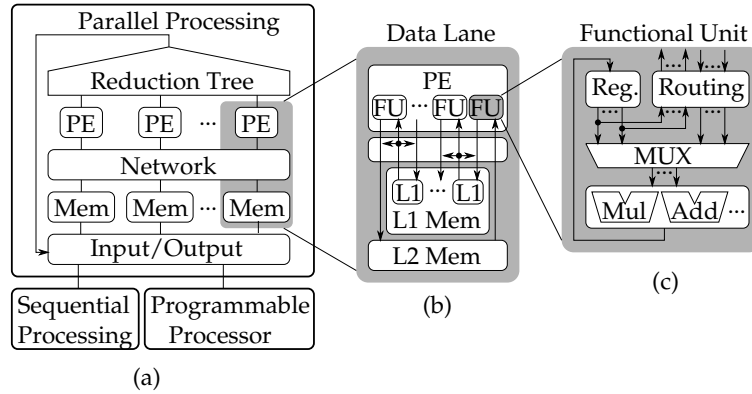 Parallel Processing
Reduction Tree
PE PE ... PE
Network
Mem Mem ... Mem
Input/Output
Sequential Processing
Programmable Processor
(a)
Data Lane
PE
FU ... FU FU
L1 ... L1
L1 Mem
L2 Mem
(b)
Functional Unit
... ...
Reg. Routing
... ... ...
MUX
...
Mul Add ...
(c)